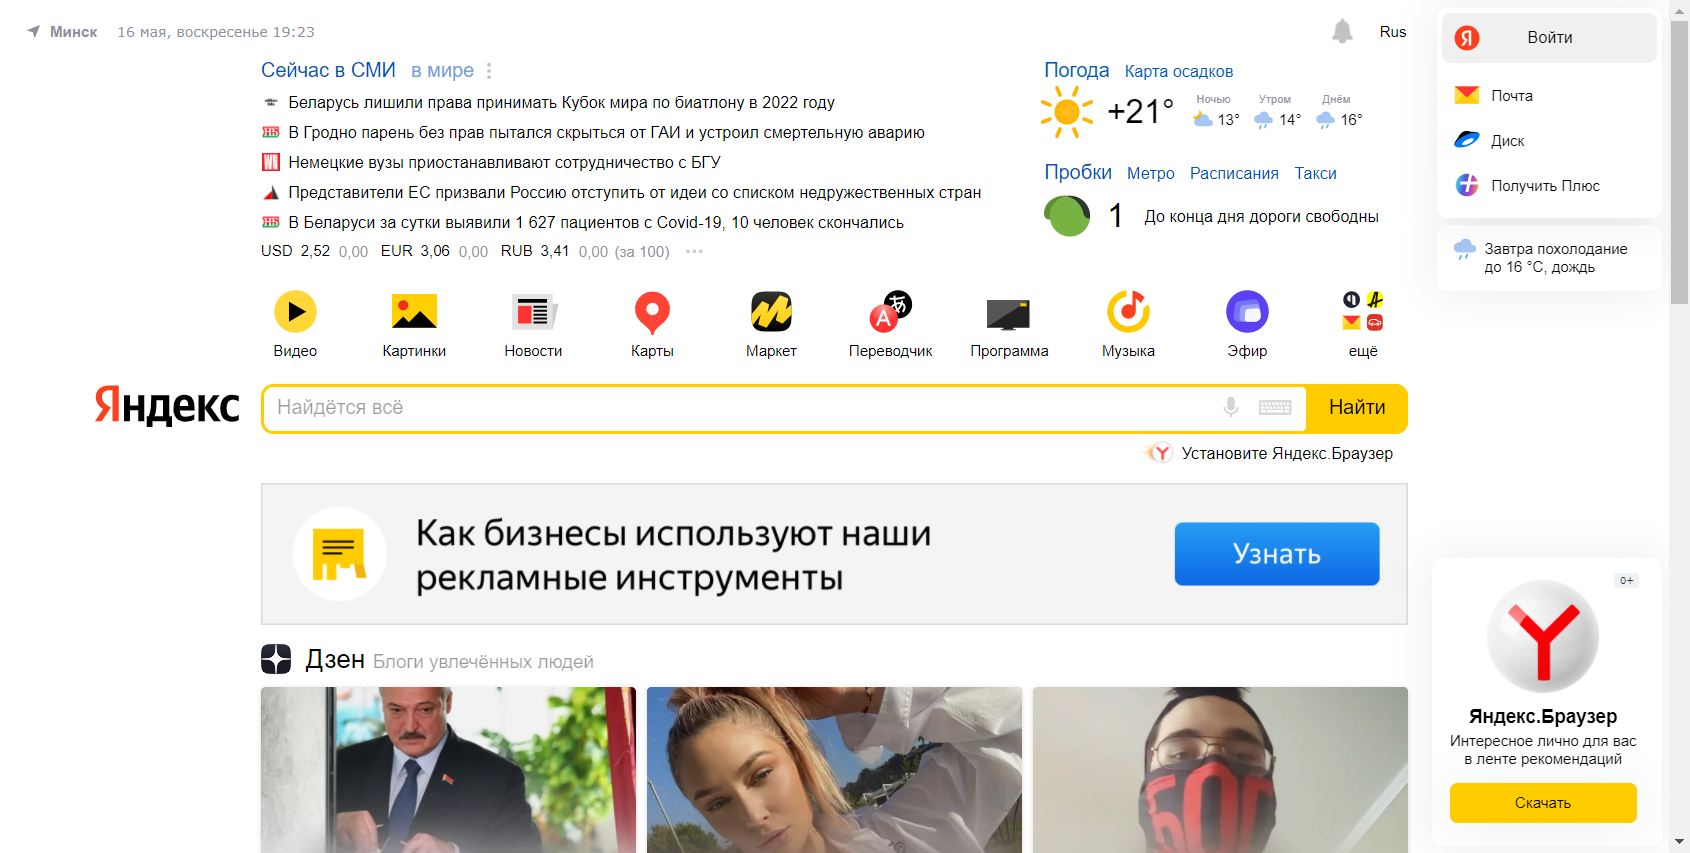 Минск 16 мая, воскресенье 19:23
Rus
Сейчас в СМИ в мире
Беларусь лишили права принимать Кубок мира по биатлону в 2022 году
НБ В Гродно парень без прав пытался скрыться от ГАИ и устроил смертельную аварию
Немецкие вузы приостанавливают сотрудничество с БГУ
Представители ЕС призвали Россию отступить от идеи со списком недружественных стран
НБ В Беларуси за сутки выявили 1 627 пациентов с Covid-19, 10 человек скончались
USD 2,52 0,00 EUR 3,06 0,00 RUB 3,41 0,00 (за 100)
Погода Карта осадков
+21°
Ночью 13°
Утром 14°
Днём 16°
Пробки Метро Расписания Такси
1 До конца дня дороги свободны
Я Войти
Почта
Диск
Получить Плюс
Завтра похолодание
до 16 °C, дождь
Видео
Картинки
Новости
Карты
Маркет
A あ
Переводчик
Программа
Музыка
Эфир
ещё
Яндекс
Найдётся всё
Найти
Y Установите Яндекс.Браузер
Как бизнесы используют наши
рекламные инструменты
Узнать
Дзен Блоги увлечённых людей
БОГ
0+
Y
Яндекс.Браузер
Интересное лично для вас
в ленте рекомендаций
Скачать